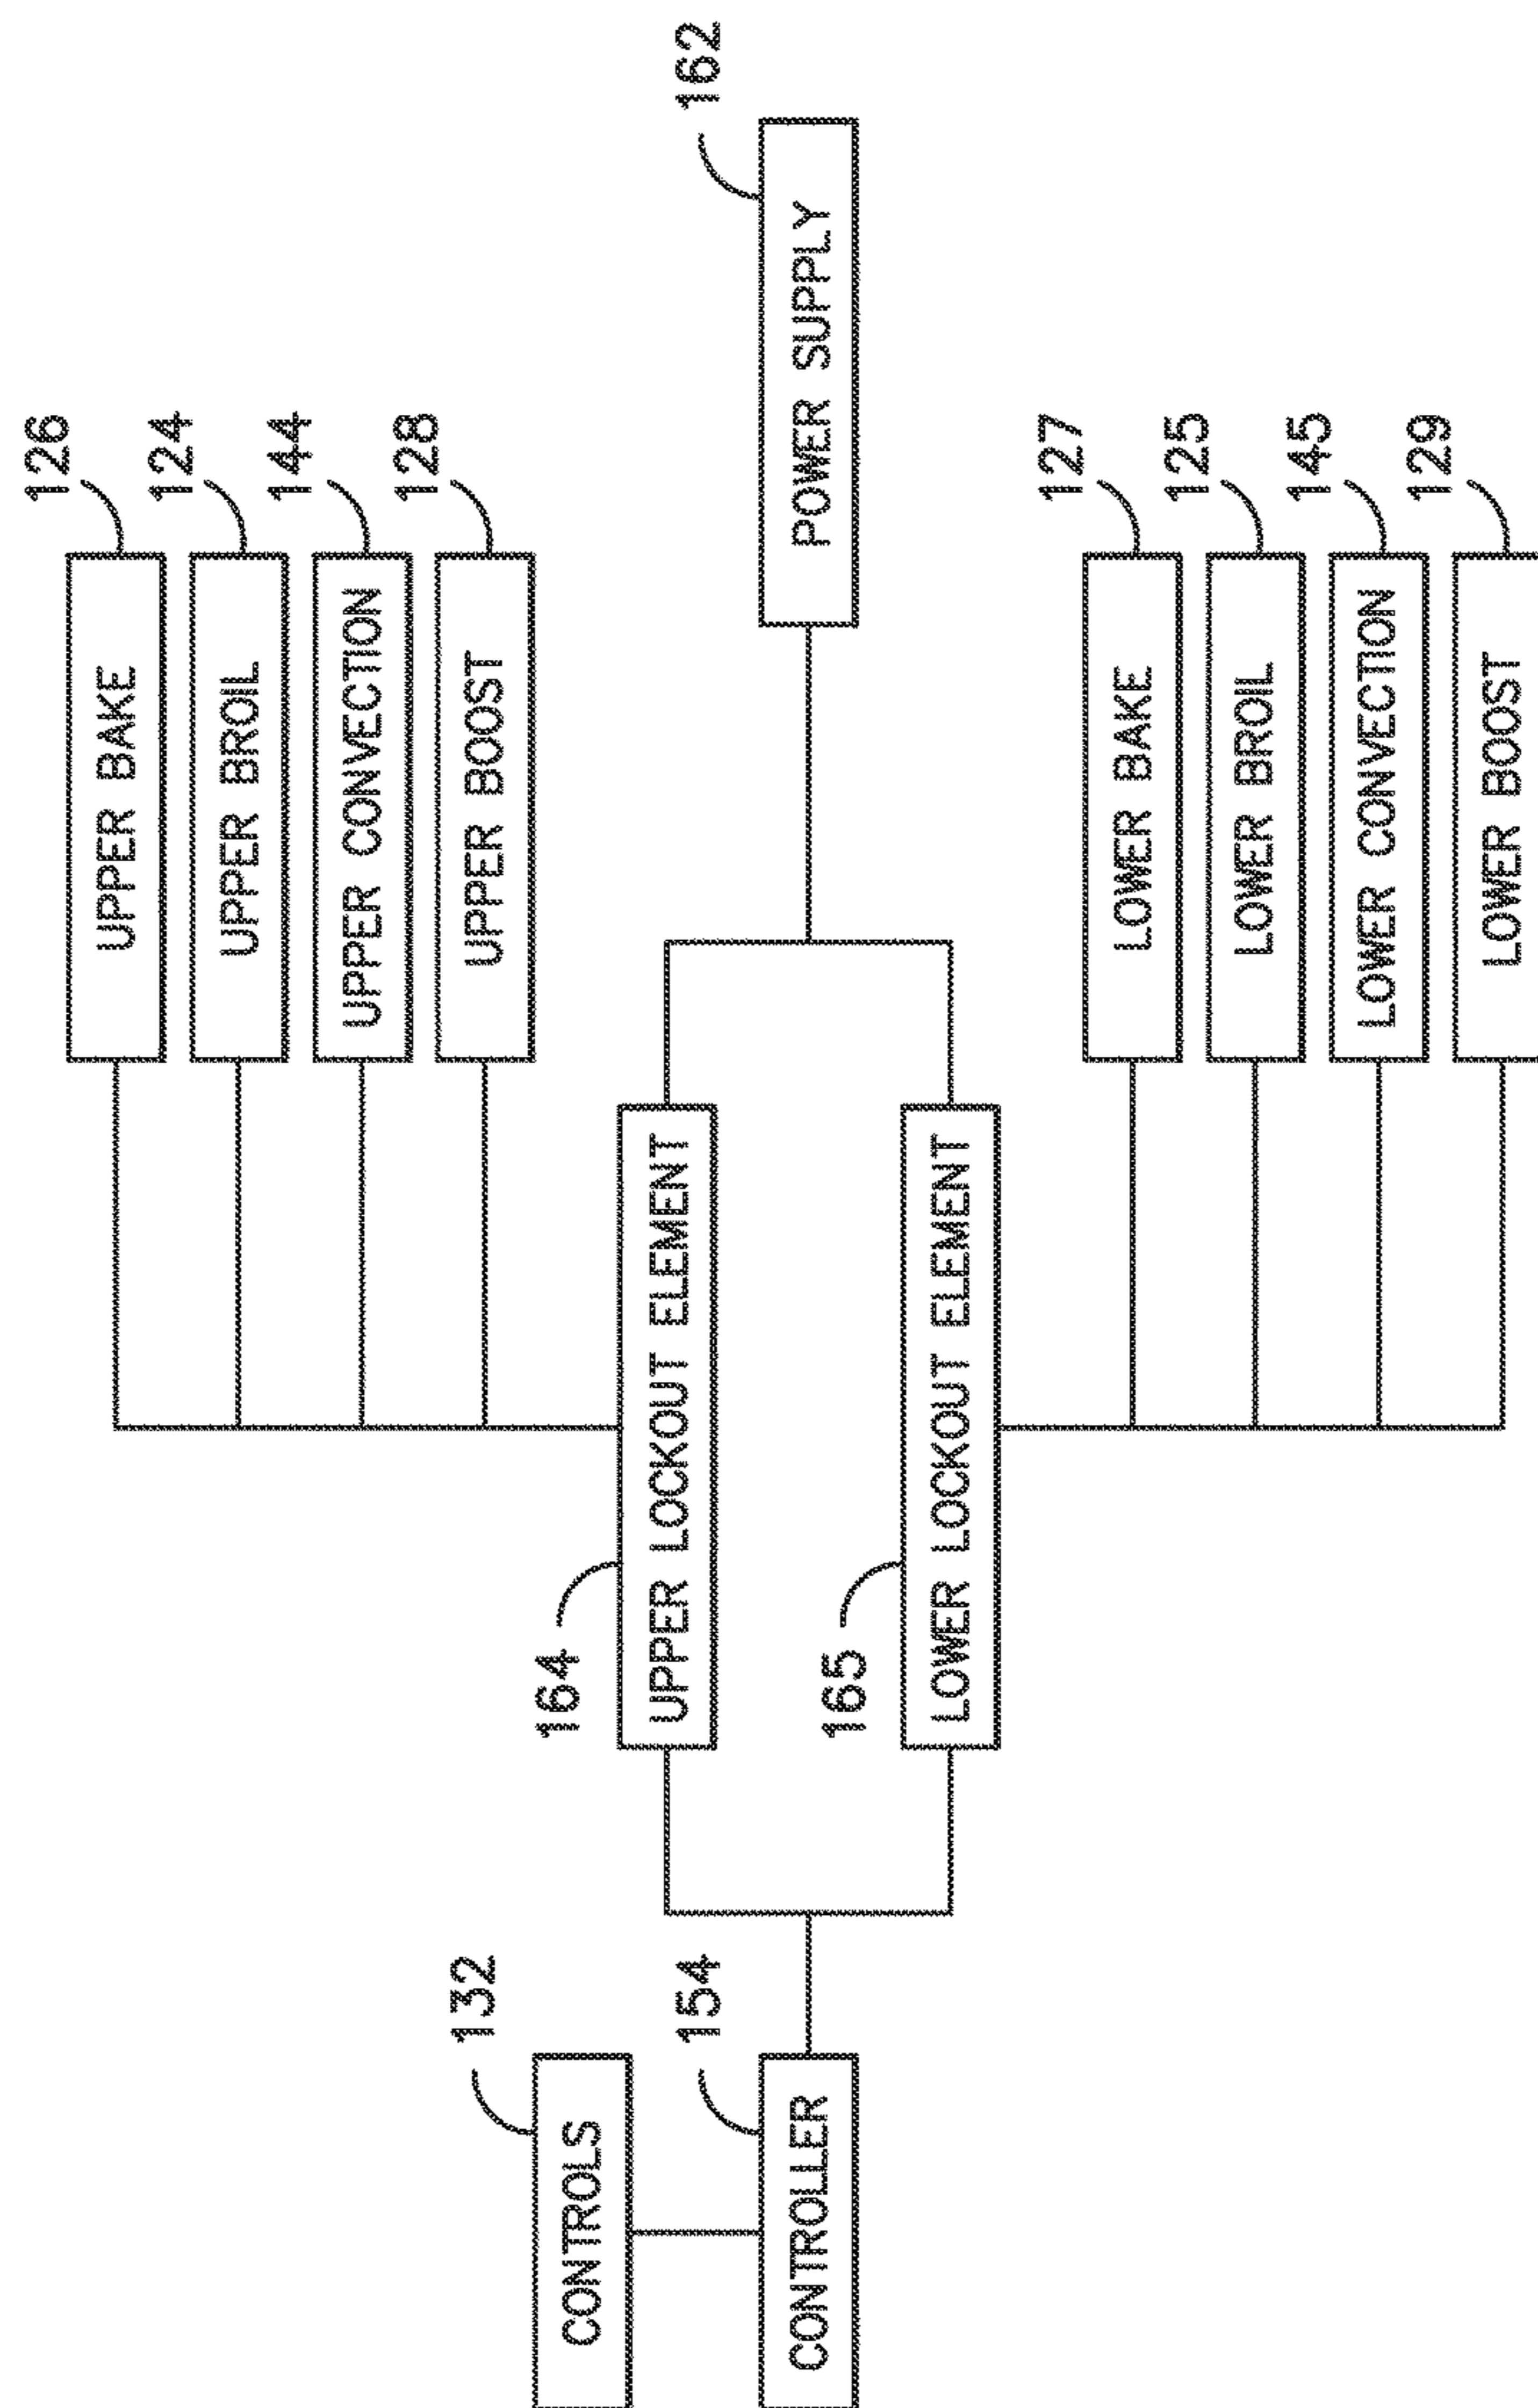 126
UPPER BAKE
124
UPPER BROIL
144
UPPER CONVECTION
128
UPPER BOOST
132
CONTROLS
154
CONTROLLER
164
UPPER LOCKOUT ELEMENT
162
POWER SUPPLY
165
LOWER LOCKOUT ELEMENT
127
LOWER BAKE
125
LOWER BROIL
145
LOWER CONVECTION
129
LOWER BOOST